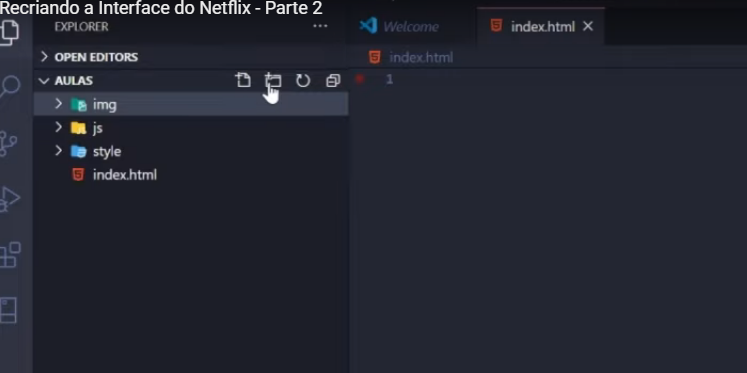 Recriando a Interface do Netflix - Parte 2
EXPLORER
Welcome
index.html
OPEN EDITORS
index.html
AULAS
1
img
js
style
index.html